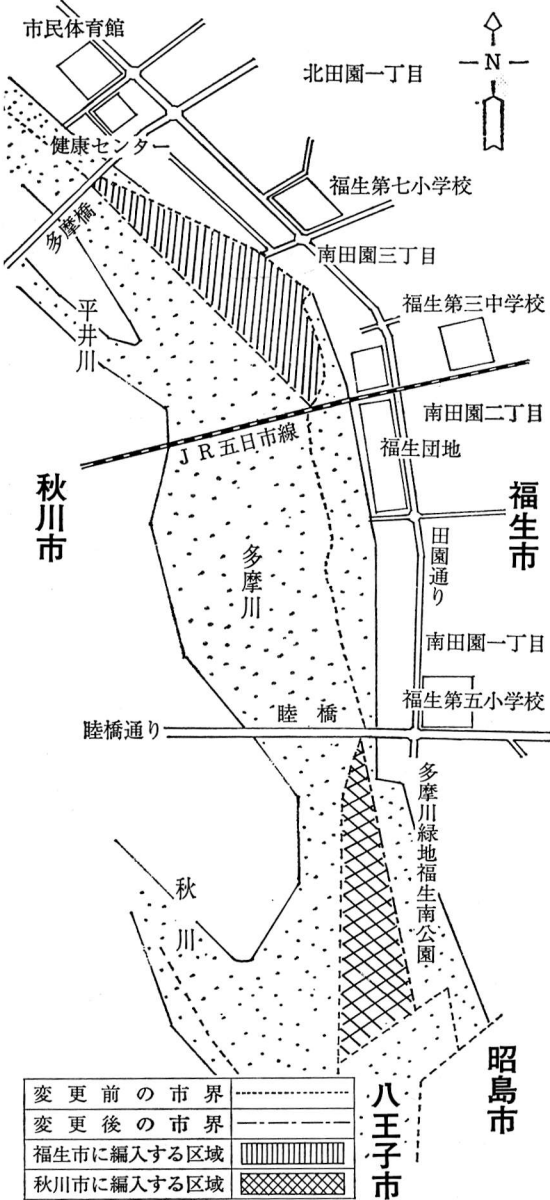 市民体育館
北田園一丁目
N
健康センター
福生第七小学校
多摩橋
南田園三丁目
平井川
福生第三中学校
南田園二丁目
JR五日市線
福生団地
秋川市
福生市
多摩川
田園通り
南田園一丁目
福生第五小学校
睦橋
睦橋通り
多摩川緑地福生南公園
秋川
昭島市
八王子市
変更前の市界
変更後の市界
福生市に編入する区域
秋川市に編入する区域